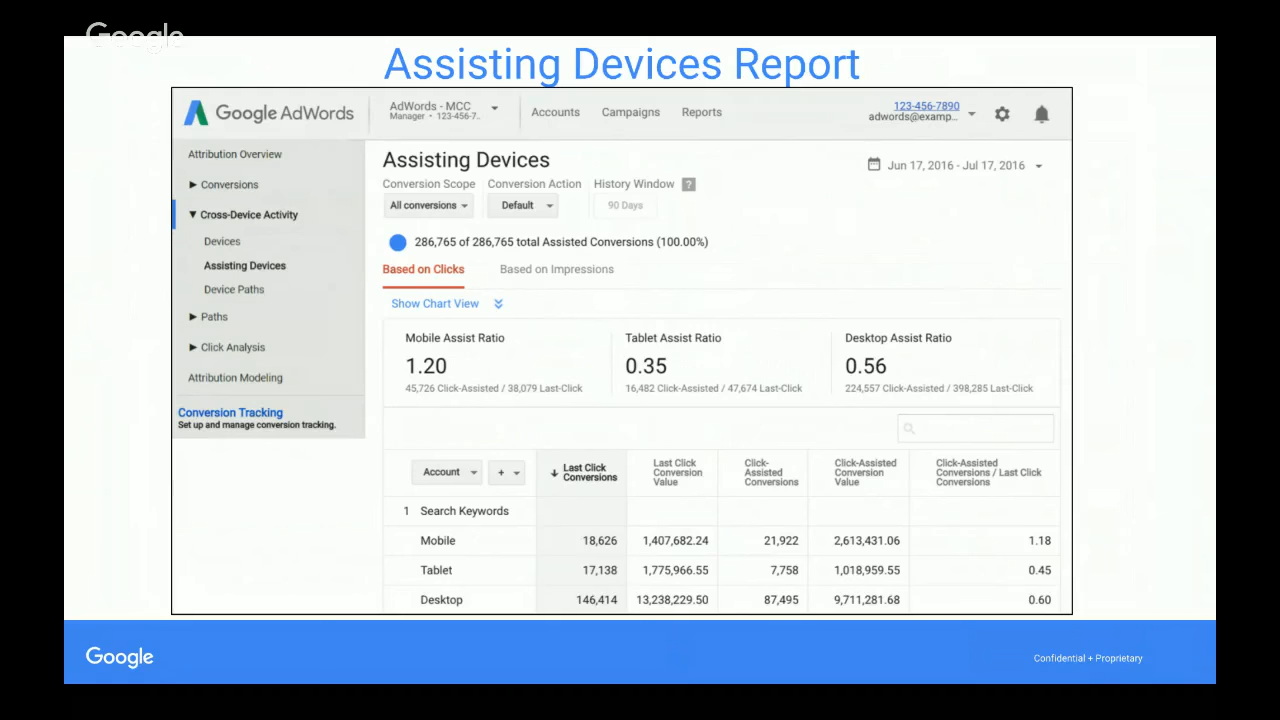 Google
Assisting Devices Report
Google AdWords
AdWords - MCC
Manager • 123-456-7..
Accounts
Campaigns
Reports
123-456-7890
adwords@examp...
Attribution Overview
Conversions
Cross-Device Activity
Devices
Assisting Devices
Device Paths
Paths
Click Analysis
Attribution Modeling
Conversion Tracking
Set up and manage conversion tracking.
Assisting Devices
Jun 17, 2016 - Jul 17, 2016
Conversion Scope
Conversion Action
History Window ?
All conversions
Default
90 Days
286,765 of 286,765 total Assisted Conversions (100.00%)
Based on Clicks
Based on Impressions
Show Chart View
Mobile Assist Ratio
1.20
45,726 Click-Assisted / 38,079 Last-Click
Tablet Assist Ratio
0.35
16,482 Click-Assisted / 47,674 Last-Click
Desktop Assist Ratio
0.56
224,557 Click-Assisted / 398,285 Last-Click
Account
+
Last Click
Conversions
Last Click
Conversion
Value
Click-
Assisted
Conversions
Click-Assisted
Conversion
Value
Click-Assisted
Conversions / Last Click
Conversions
1 Search Keywords
Mobile 18,626 1,407,682.24 21,922 2,613,431.06 1.18
Tablet 17,138 1,775,966.55 7,758 1,018,959.55 0.45
Desktop 146,414 13,238,229.50 87,495 9,711,281.68 0.60
Google
Confidential + Proprietary